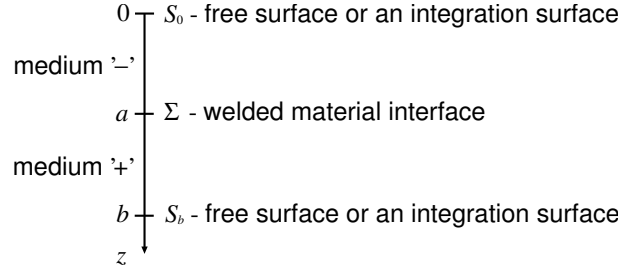 0 S₀ - free surface or an integration surface
medium '–'
a Σ - welded material interface
medium '+'
b S_b - free surface or an integration surface
z